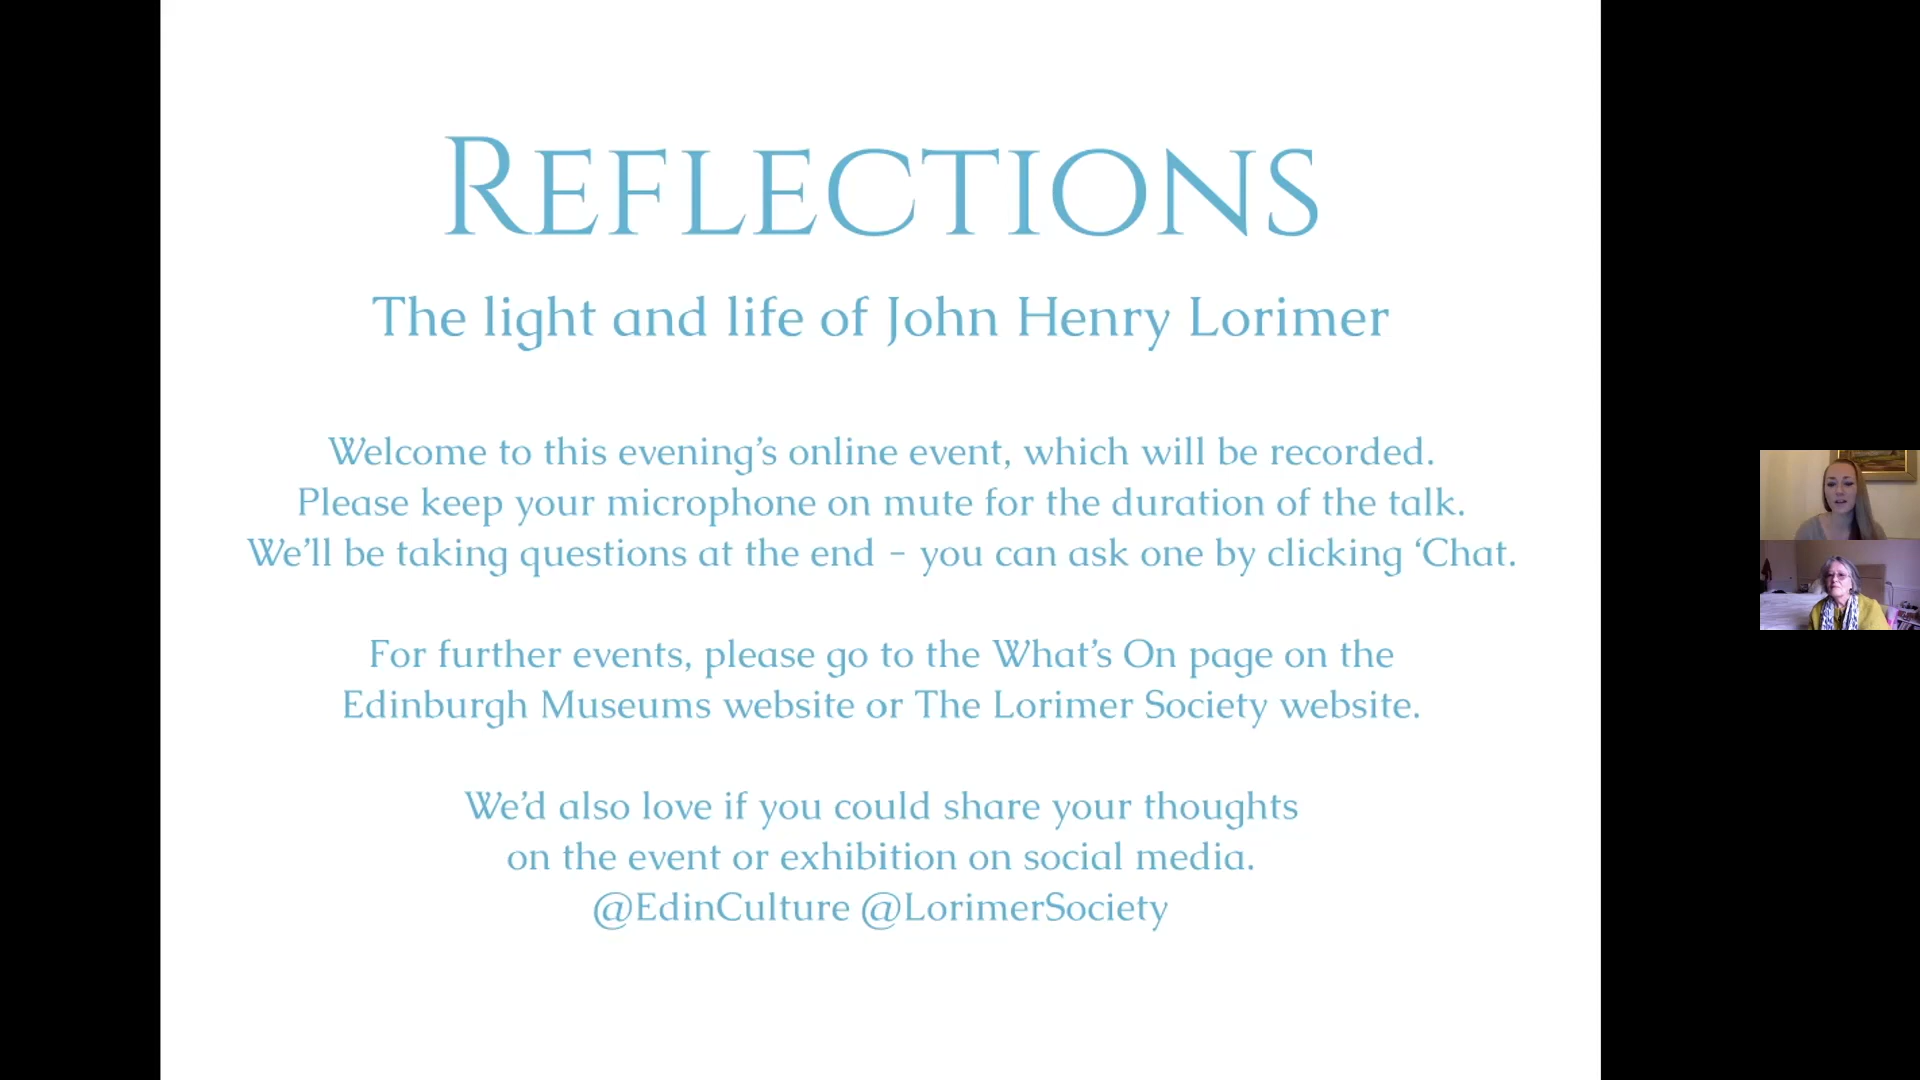 REFLECTIONS
The light and life of John Henry Lorimer
Welcome to this evening’s online event, which will be recorded.
Please keep your microphone on mute for the duration of the talk.
We’ll be taking questions at the end - you can ask one by clicking ‘Chat.
For further events, please go to the What’s On page on the
Edinburgh Museums website or The Lorimer Society website.
We’d also love if you could share your thoughts
on the event or exhibition on social media.
@EdinCulture @LorimerSociety